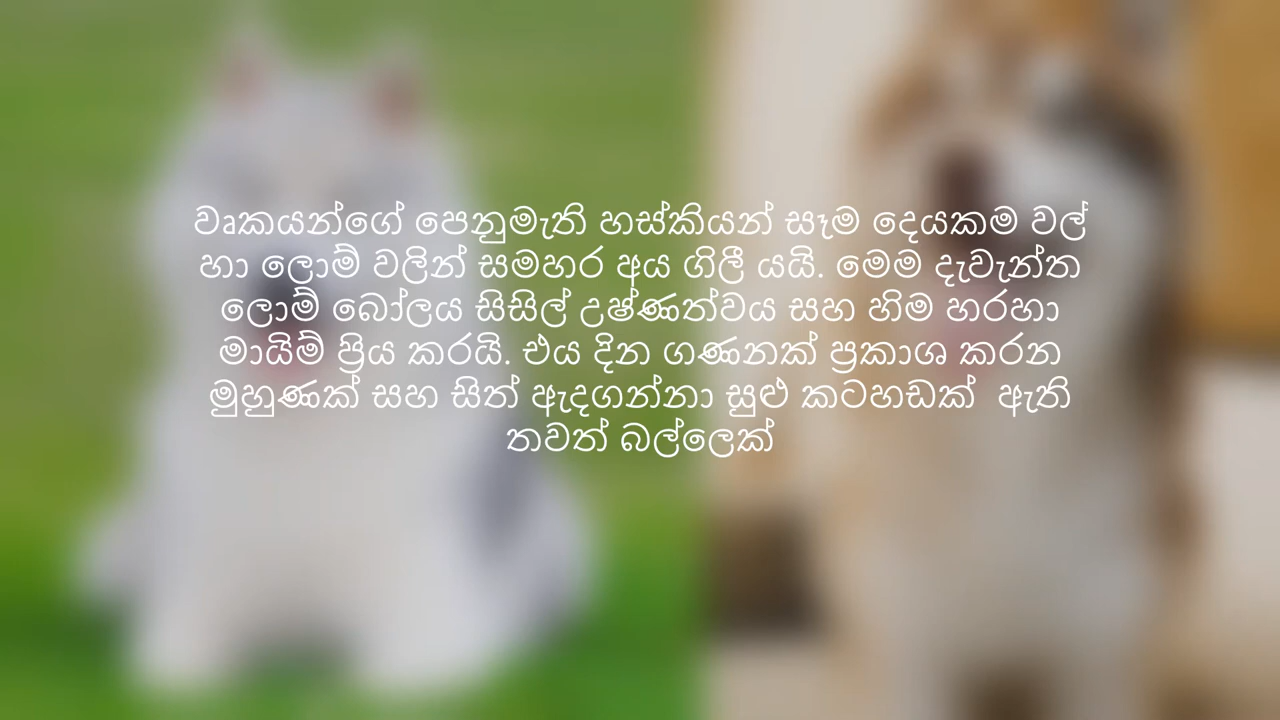 වෘකයන්ගේ පෙනුමැති හස්කියන් සෑම දෙයකම වල්
හා ලොම් වලින් සමහර අය ගිලී යයි. මෙම දැවැන්ත
ලොම් බෝලය සිසිල් උෂ්ණත්වය සහ හිම හරහා
මායිම් ප්‍රිය කරයි. එය දින ගණනක් ප්‍රකාශ කරන
මුහුණක් සහ සිත් ඇදගන්නා සුළු කටහඩක්  ඇති
තවත් බල්ලෙක්